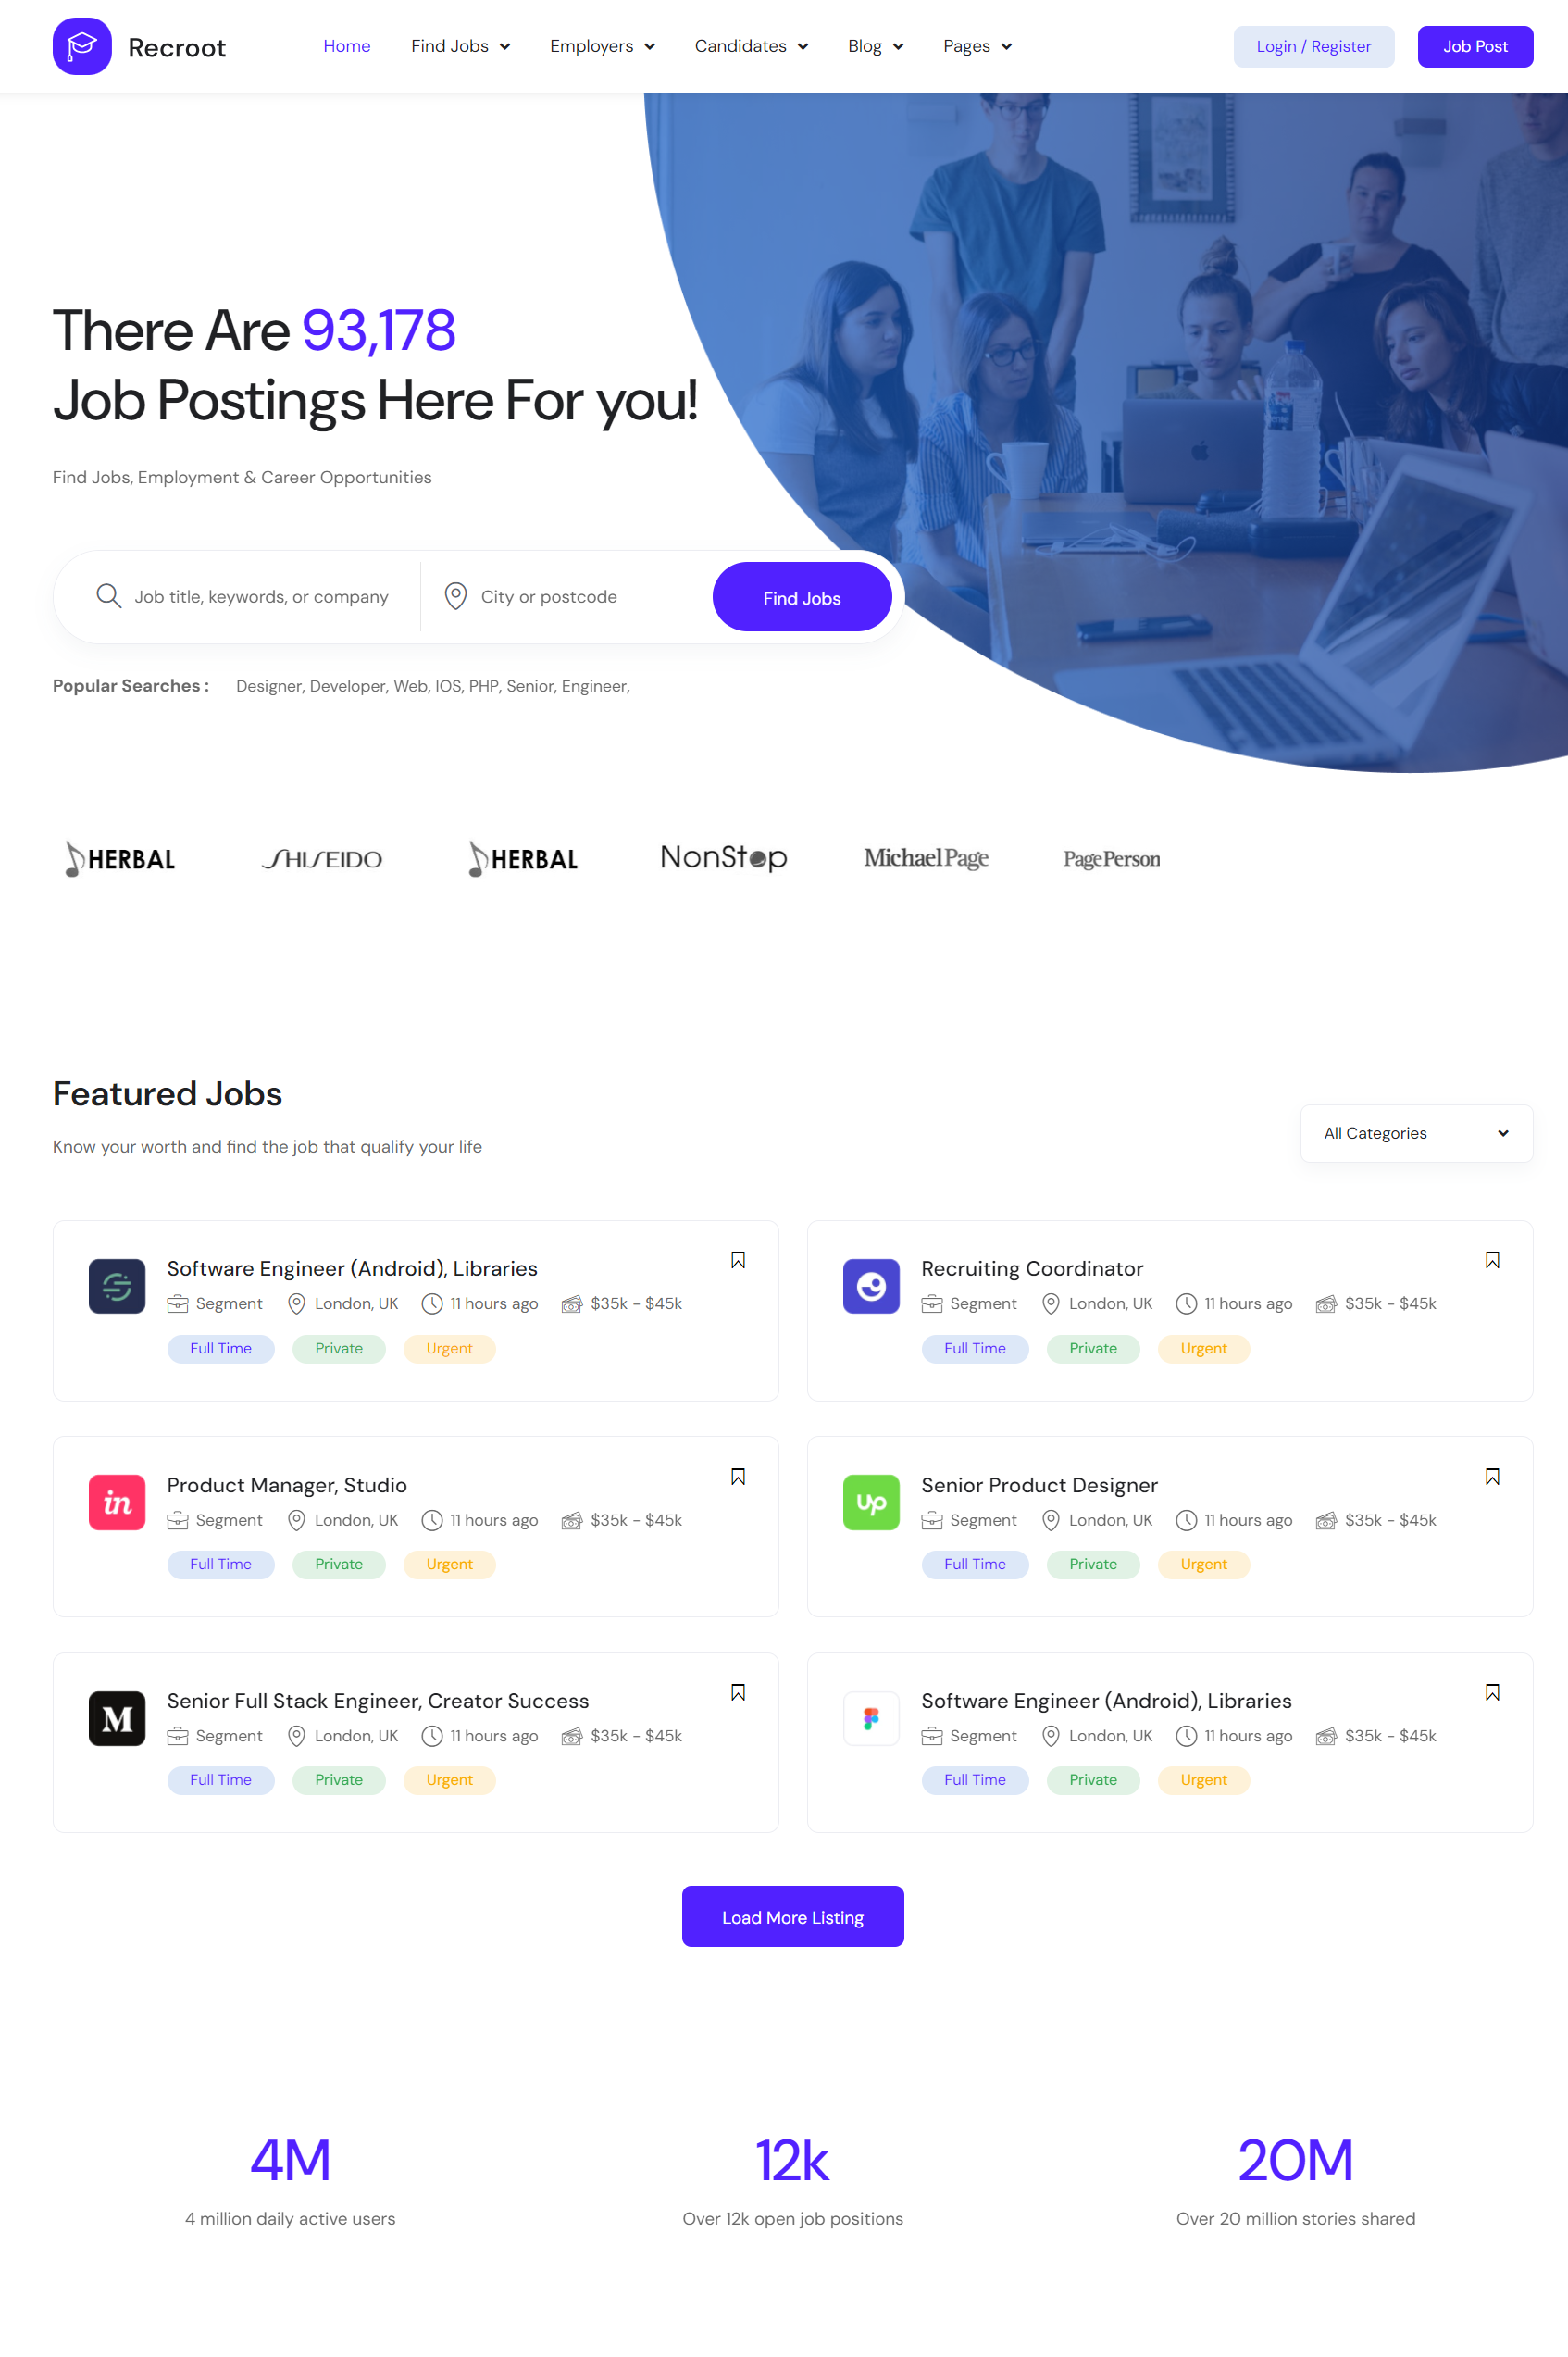 Recroot
Home Find Jobs Employers Candidates Blog Pages
Login / Register Job Post
There Are 93,178
Job Postings Here For you!
Find Jobs, Employment & Career Opportunities
Job title, keywords, or company City or postcode Find Jobs
Popular Searches : Designer, Developer, Web, IOS, PHP, Senior, Engineer,
HERBAL SHISEIDO HERBAL NonStop MichaelPage PagePerson
Featured Jobs
Know your worth and find the job that qualify your life
All Categories
Software Engineer (Android), Libraries
Segment London, UK 11 hours ago $35k - $45k
Full Time Private Urgent
Recruiting Coordinator
Segment London, UK 11 hours ago $35k - $45k
Full Time Private Urgent
in
Product Manager, Studio
Segment London, UK 11 hours ago $35k - $45k
Full Time Private Urgent
up
Senior Product Designer
Segment London, UK 11 hours ago $35k - $45k
Full Time Private Urgent
M
Senior Full Stack Engineer, Creator Success
Segment London, UK 11 hours ago $35k - $45k
Full Time Private Urgent
Software Engineer (Android), Libraries
Segment London, UK 11 hours ago $35k - $45k
Full Time Private Urgent
Load More Listing
4M 12k 20M
4 million daily active users Over 12k open job positions Over 20 million stories shared